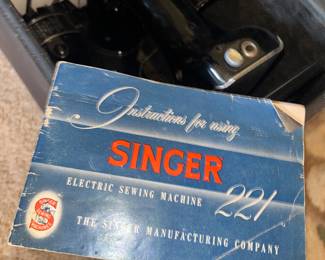 Instructions for using
SINGER
ELECTRIC SEWING MACHINE 221
THE SINGER MANUFACTURING COMPANY
S